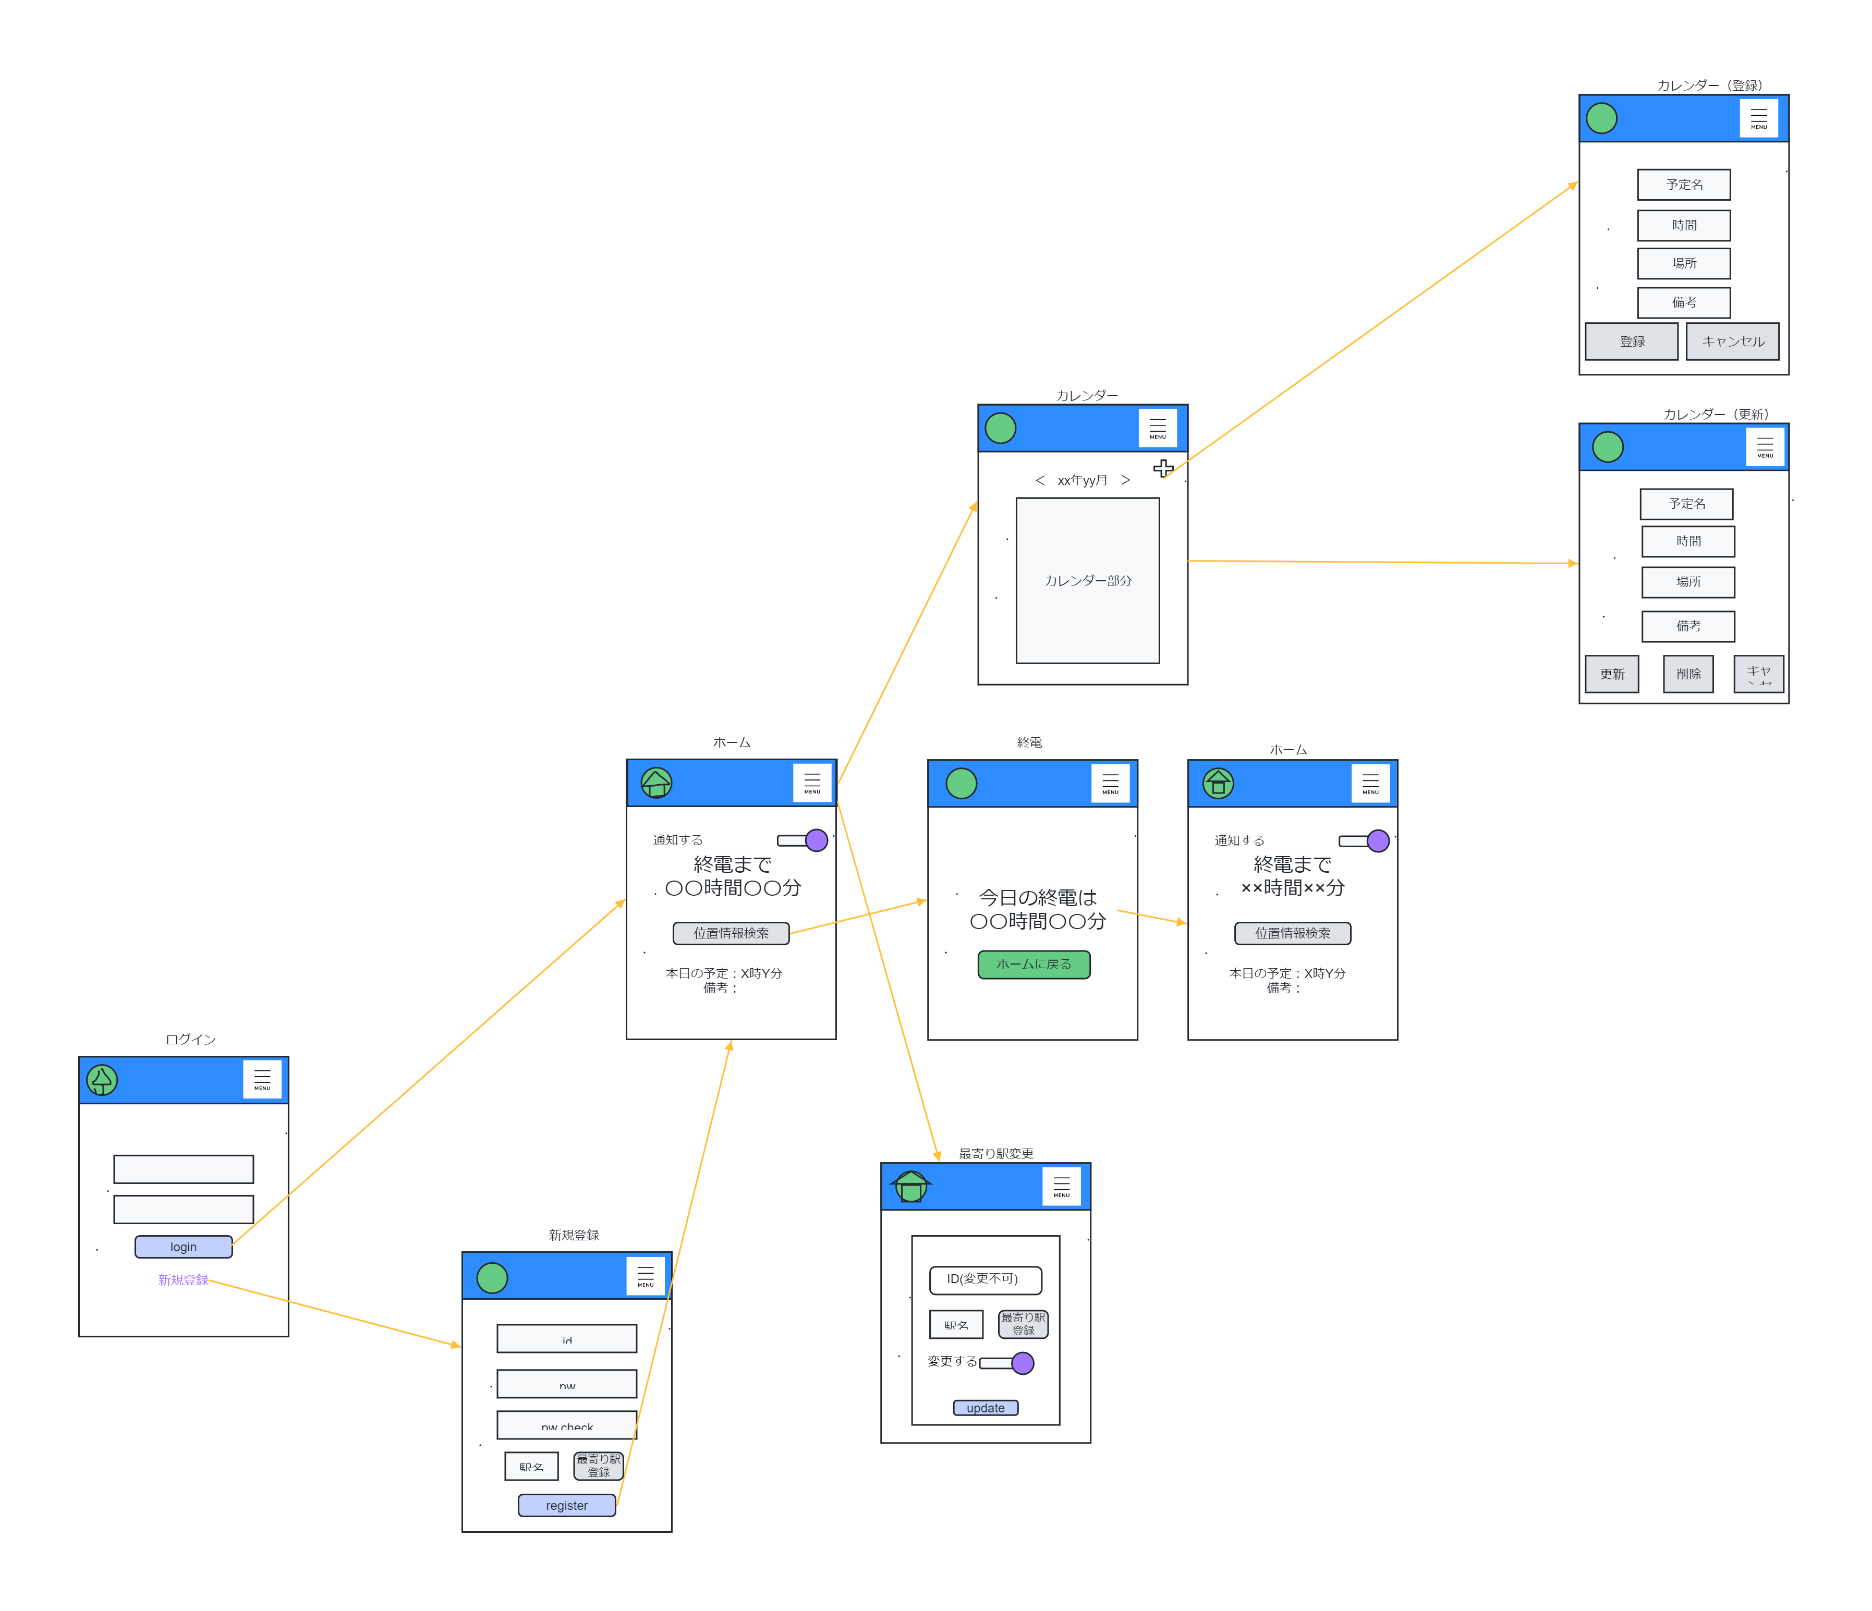 カレンダー（登録）
MENU
予定名
時間
場所
備考
登録
キャンセル
カレンダー
MENU
＜ xx年yy月 ＞
カレンダー部分
カレンダー（更新）
MENU
予定名
時間
場所
備考
更新
削除
キャ
ホーム
MENU
通知する
終電まで
〇〇時間〇〇分
位置情報検索
本日の予定：X時Y分
備考：
終電
MENU
今日の終電は
〇〇時間〇〇分
ホームに戻る
ホーム
MENU
通知する
終電まで
××時間××分
位置情報検索
本日の予定：X時Y分
備考：
ログイン
MENU
login
新規登録
新規登録
MENU
id
pw
pw check
駅名
最寄り駅
登録
register
最寄り駅変更
MENU
ID(変更不可)
駅名
最寄り駅
登録
変更する
update